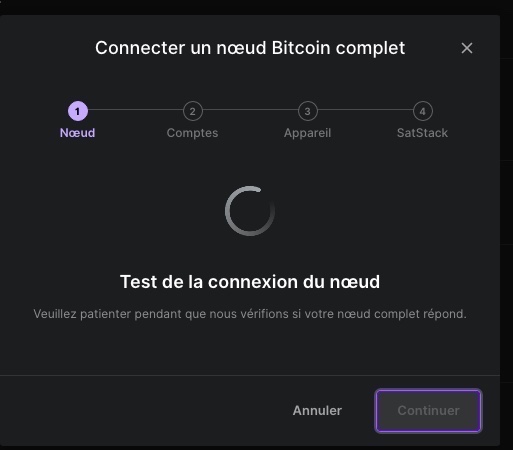 Connecter un nœud Bitcoin complet
1
2
3
4
Nœud
Comptes
Appareil
SatStack
Test de la connexion du nœud
Veuillez patienter pendant que nous vérifions si votre nœud complet répond.
Annuler
Continuer